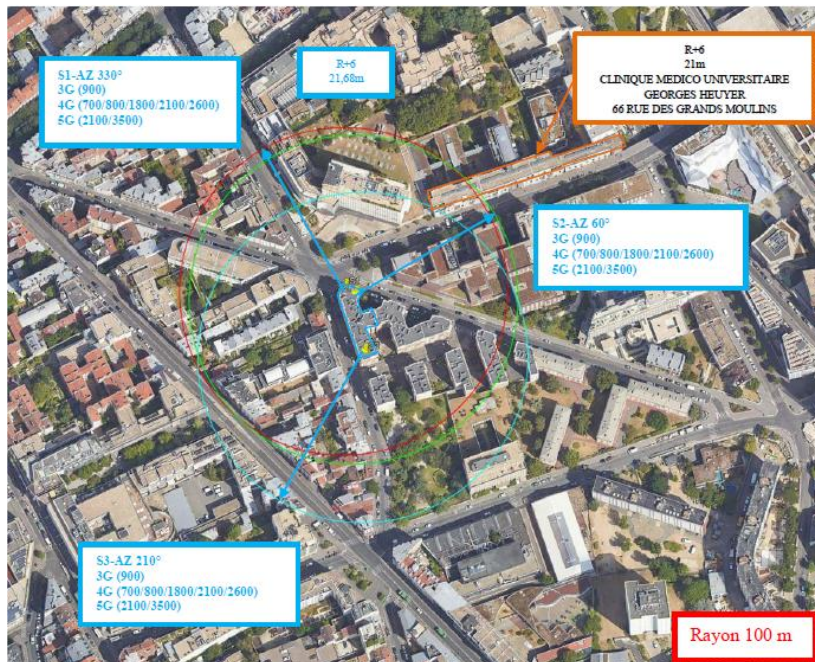 S1-AZ 330°
3G (900)
4G (700/800/1800/2100/2600)
5G (2100/3500)
R+6
21,68m
R+6
21m
CLINIQUE MEDICO UNIVERSITAIRE
GEORGES HEUYER
66 RUE DES GRANDS MOULINS
S2-AZ 60°
3G (900)
4G (700/800/1800/2100/2600)
5G (2100/3500)
S3-AZ 210°
3G (900)
4G (700/800/1800/2100/2600)
5G (2100/3500)
Rayon 100 m